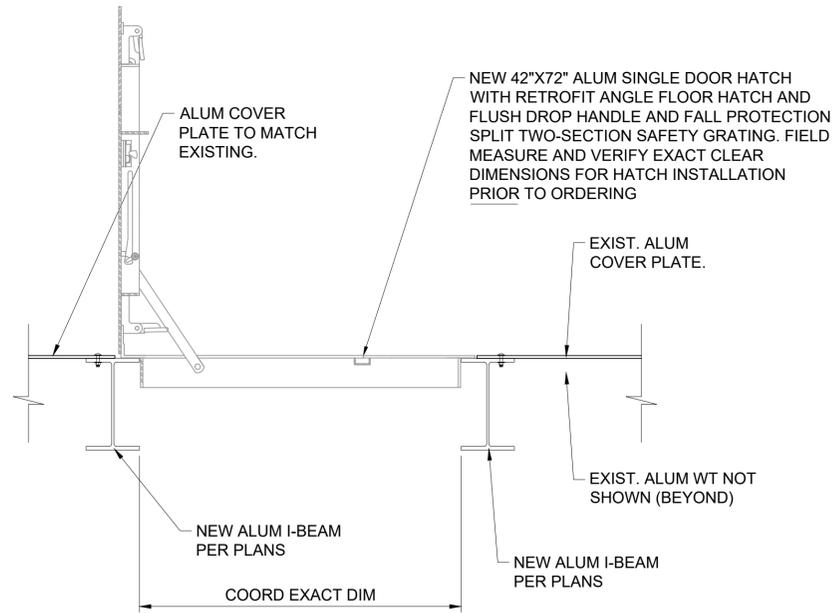 NEW 42"X72" ALUM SINGLE DOOR HATCH
WITH RETROFIT ANGLE FLOOR HATCH AND
FLUSH DROP HANDLE AND FALL PROTECTION
SPLIT TWO-SECTION SAFETY GRATING. FIELD
MEASURE AND VERIFY EXACT CLEAR
DIMENSIONS FOR HATCH INSTALLATION
PRIOR TO ORDERING
ALUM COVER
PLATE TO MATCH
EXISTING.
EXIST. ALUM
COVER PLATE.
EXIST. ALUM WT NOT
SHOWN (BEYOND)
NEW ALUM I-BEAM
PER PLANS
NEW ALUM I-BEAM
PER PLANS
COORD EXACT DIM